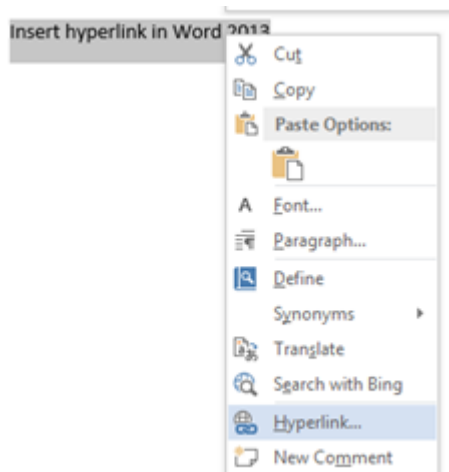 Insert hyperlink in Word 2013
Cut
Copy
Paste Options:
Font...
Paragraph...
Define
Synonyms
Translate
Search with Bing
Hyperlink...
New Comment